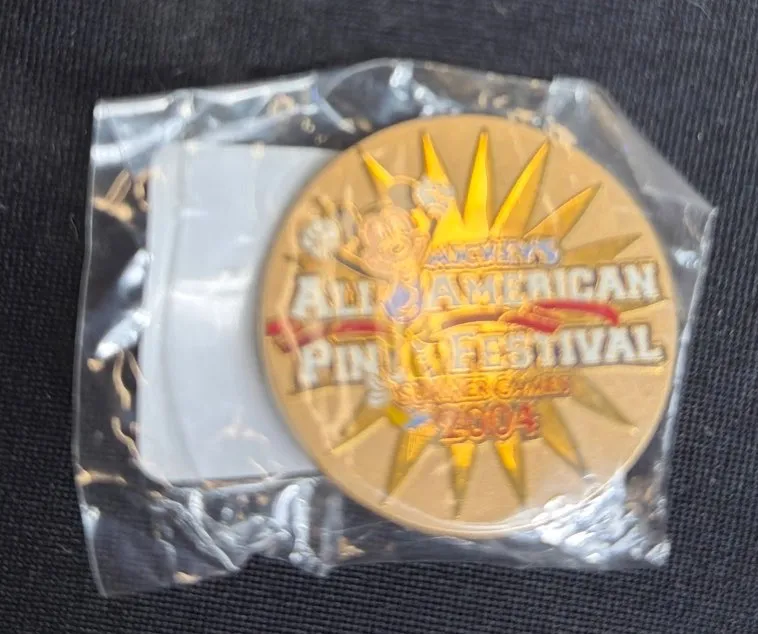 MICKEY'S
ALL AMERICAN
PIN FESTIVAL
SUMMER GAMES
2004